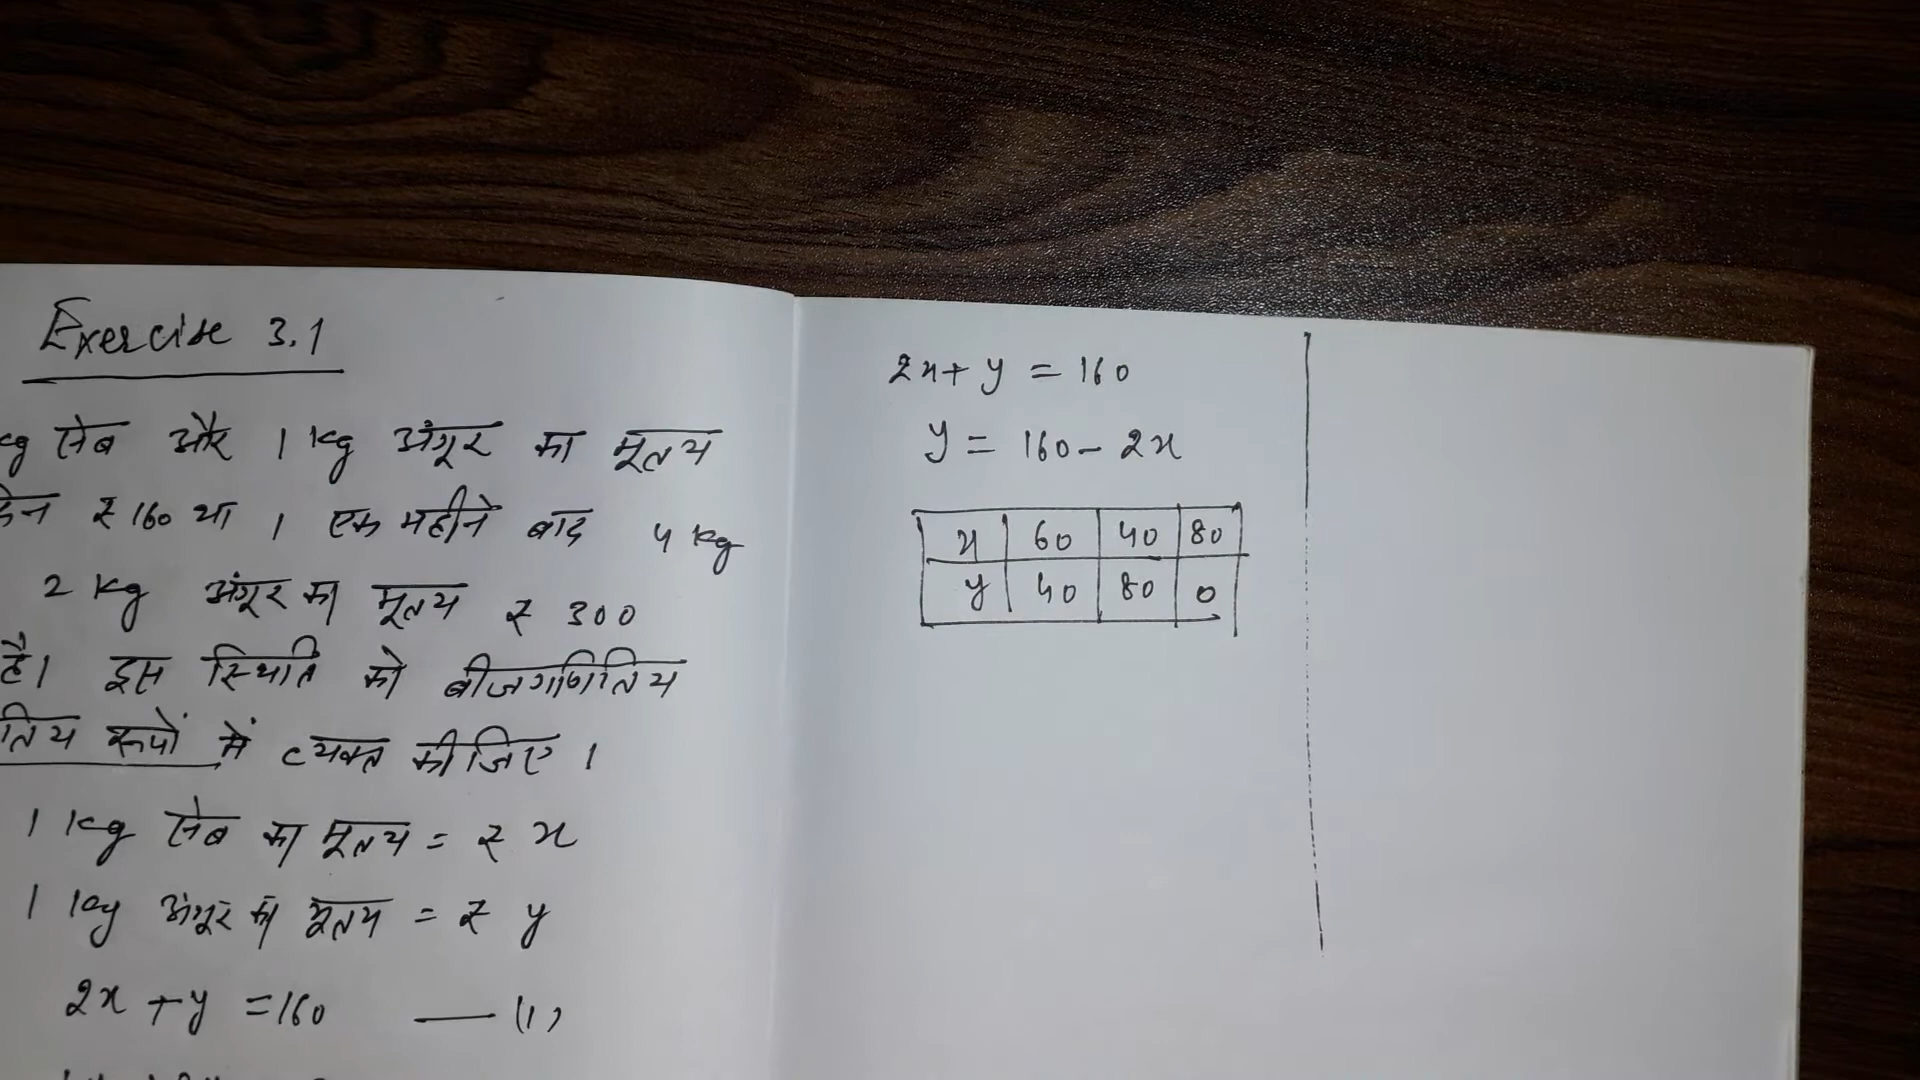 Exercise 3.1
kg सेब और 1 kg अंगूर का मूल्य
₹160 था । एक महीने बाद 4 kg
2 kg अंगूर का मूल्य ₹ 300
है। इस स्थिति को बीजगणितिय
रूपों में व्यक्त कीजिए ।
1 kg सेब का मूल्य = ₹ x
1 kg अंगूर का मूल्य = ₹ y
2x + y = 160 — (1)
2x + y = 160
y = 160 - 2x
x 60 40 80
y 40 80 0